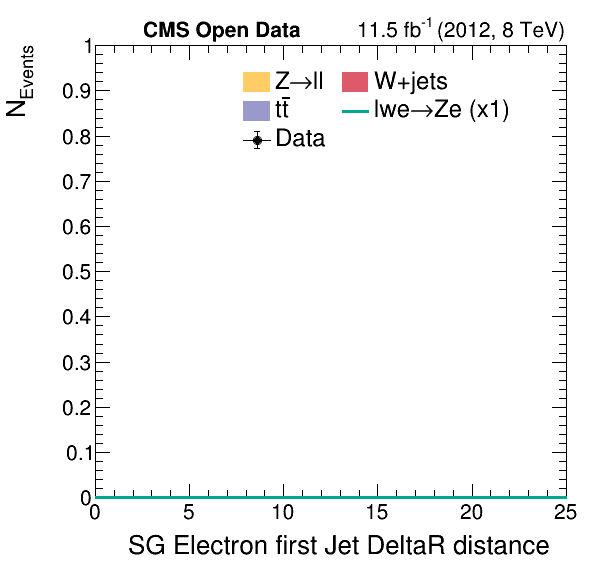 CMS Open Data 11.5 fb⁻¹ (2012, 8 TeV)
N_Events
Z→ll W+jets
tt̄ lwe→Ze (x1)
Data
1
0.9
0.8
0.7
0.6
0.5
0.4
0.3
0.2
0.1
0
0 5 10 15 20 25
SG Electron first Jet DeltaR distance